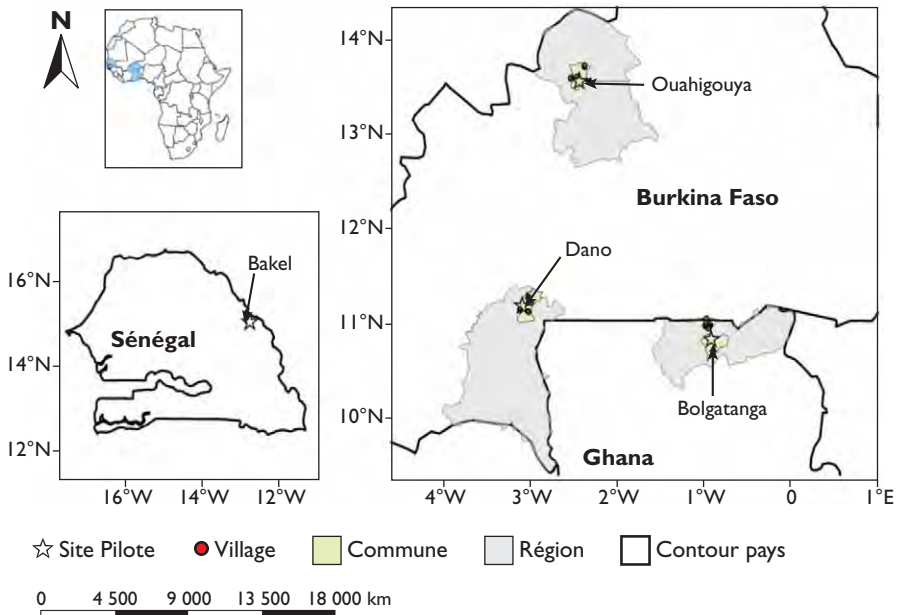 N
14°N
Ouahigouya
13°N
Burkina Faso
12°N
Dano
11°N
Bolgatanga
10°N
Ghana
4°W 3°W 2°W 1°W 0 1°E
Bakel
16°N
Sénégal
14°N
12°N
16°W 14°W 12°W
Site Pilote Village Commune Région Contour pays
0 4 500 9 000 13 500 18 000 km